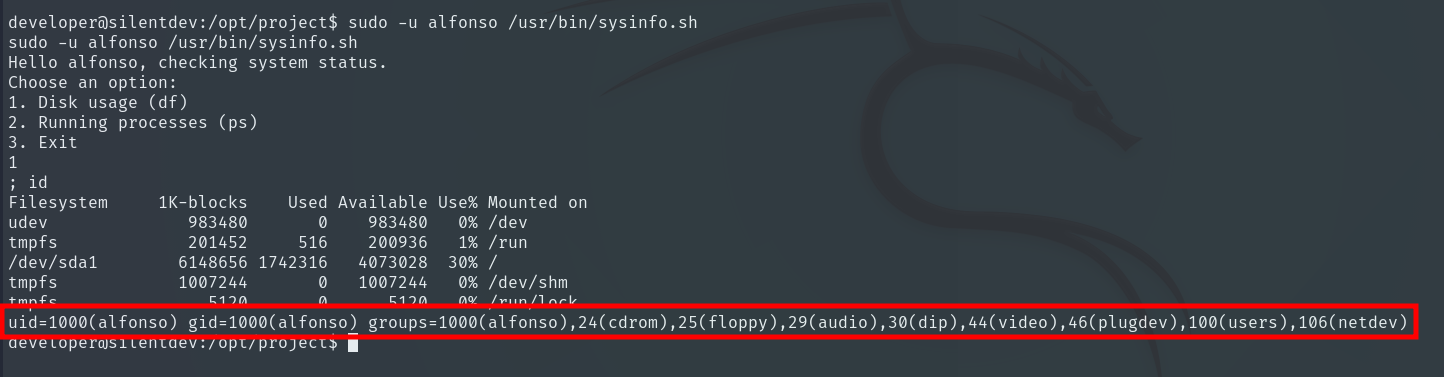 developer@silentdev:/opt/project$ sudo -u alfonso /usr/bin/sysinfo.sh
sudo -u alfonso /usr/bin/sysinfo.sh
Hello alfonso, checking system status.
Choose an option:
1. Disk usage (df)
2. Running processes (ps)
3. Exit
1
; id
Filesystem     1K-blocks    Used Available Use% Mounted on
udev              983480       0    983480   0% /dev
tmpfs             201452     516    200936   1% /run
/dev/sda1        6148656 1742316   4073028  30% /
tmpfs            1007244       0   1007244   0% /dev/shm
tmpfs               5120       0      5120   0% /run/lock
uid=1000(alfonso) gid=1000(alfonso) groups=1000(alfonso),24(cdrom),25(floppy),29(audio),30(dip),44(video),46(plugdev),100(users),106(netdev)
developer@silentdev:/opt/project$